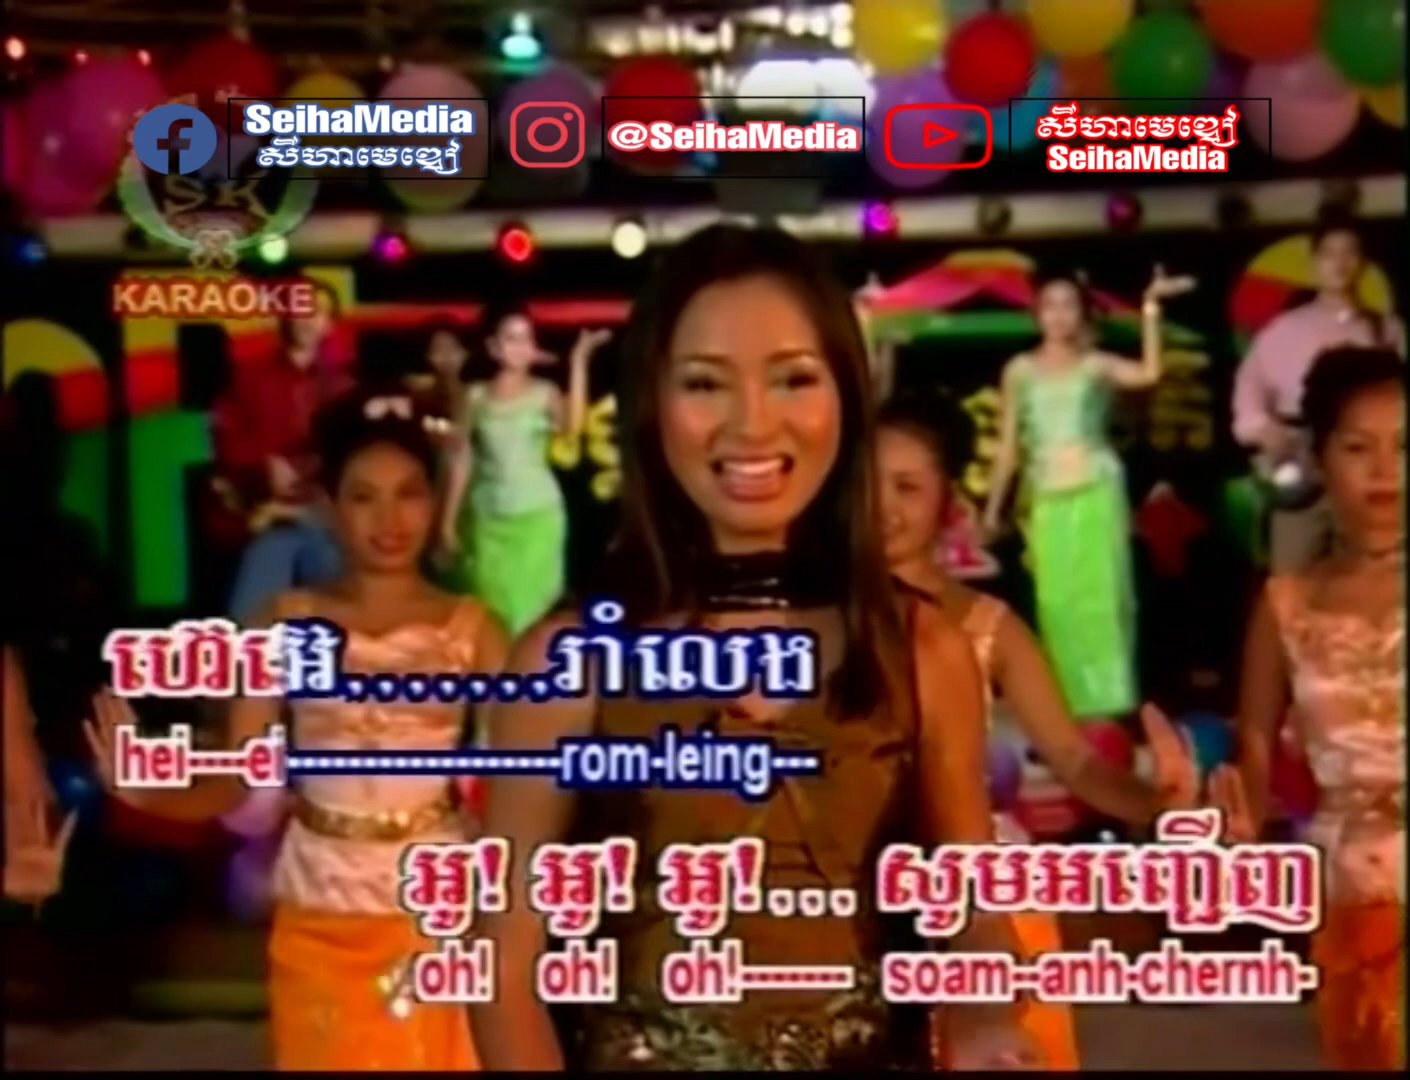 SeihaMedia
សីហាមេឌៀ
@SeihaMedia
សីហាមេឌៀ
SeihaMedia
SK
KARAOKE
ហ៊េអ៊េ........រាំលេង
hei---ei------------------rom-leing---
អូ! អូ! អូ!... សូមអញ្ជើញ
oh! oh! oh!------- soam--anh-chernh-